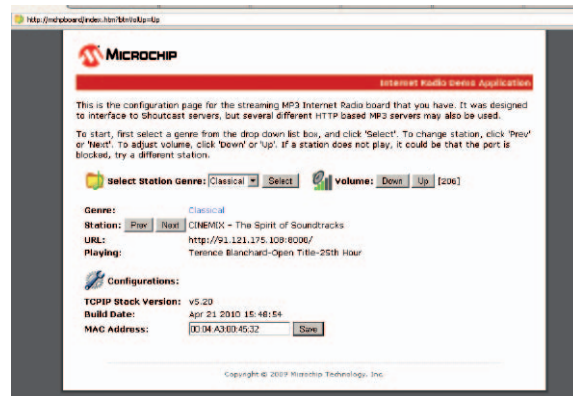 http://mchpboard/index.htm?btnVolUp=Up
MICROCHIP
Internet Radio Demo Application
This is the configuration page for the streaming MP3 Internet Radio board that you have. It was designed
to interface to Shoutcast servers, but several different HTTP based MP3 servers may also be used.
To start, first select a genre from the drop down list box, and click 'Select'. To change station, click 'Prev'
or 'Next'. To adjust volume, click 'Down' or 'Up'. If a station does not play, it could be that the port is
blocked, try a different station.
Select Station Genre: Classical Select Volume: Down Up [206]
Genre: Classical
Station: Prev Next CINEMIX - The Spirit of Soundtracks
URL: http://91.121.175.108:8000/
Playing: Terence Blanchard-Open Title-25th Hour
Configurations:
TCPIP Stack Version: v5.20
Build Date: Apr 21 2010 15:46:54
MAC Address: 00:04:A3:00:45:32 Save
Copyright © 2009 Microchip Technology, Inc.